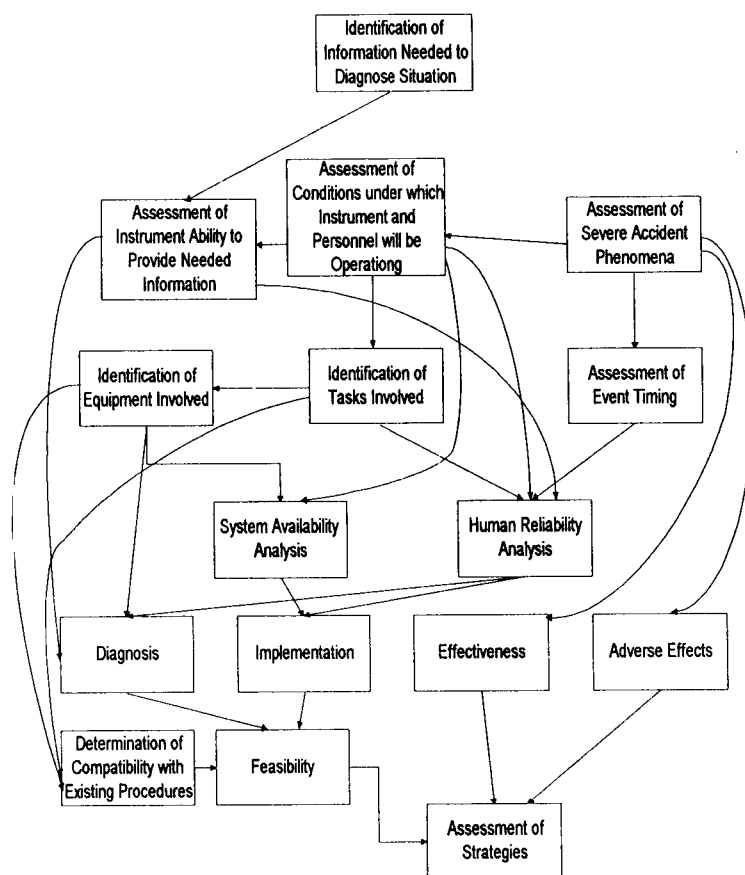 Identification of
Information Needed to
Diagnose Situation
Assessment of
Conditions under which
Instrument and
Personnel will be
Operationg
Assessment of
Instrument Ability to
Provide Needed
Information
Assessment of
Severe Accident
Phenomena
Identification of
Equipment Involved
Identification of
Tasks Involved
Assessment of
Event Timing
System Availability
Analysis
Human Reliability
Analysis
Diagnosis
Implementation
Effectiveness
Adverse Effects
Determination of
Compatibility with
Existing Procedures
Feasibility
Assessment of
Strategies